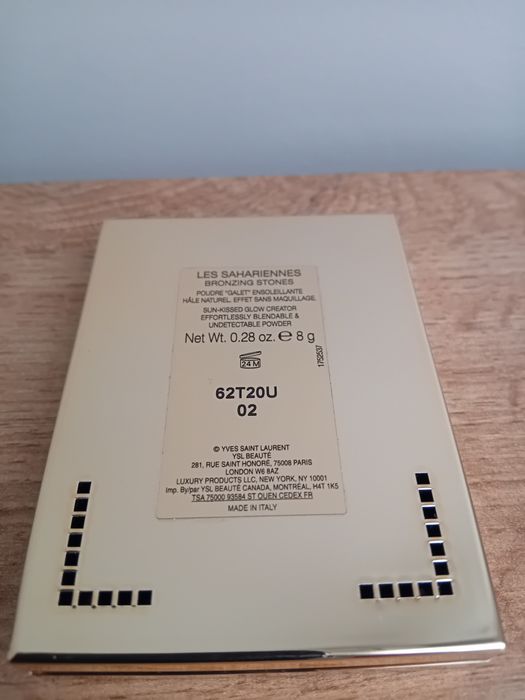 LES SAHARIENNES
BRONZING STONES
POUDRE "GALET" ENSOLEILLANTE
HÂLE NATUREL, EFFET SANS MAQUILLAGE.
SUN-KISSED GLOW CREATOR
EFFORTLESSLY BLENDABLE &
UNDETECTABLE POWDER
Net Wt. 0.28 oz. ℮ 8 g
24 M
1752537
62T20U
02
© YVES SAINT LAURENT
YSL BEAUTÉ
281, RUE SAINT HONORÉ, 75008 PARIS
LONDON W6 8AZ
LUXURY PRODUCTS LLC, NEW YORK, NY 10001
Imp. By/par YSL BEAUTÉ CANADA, MONTRÉAL, H4T 1K5
TSA 75000 93584 ST OUEN CEDEX FR
MADE IN ITALY